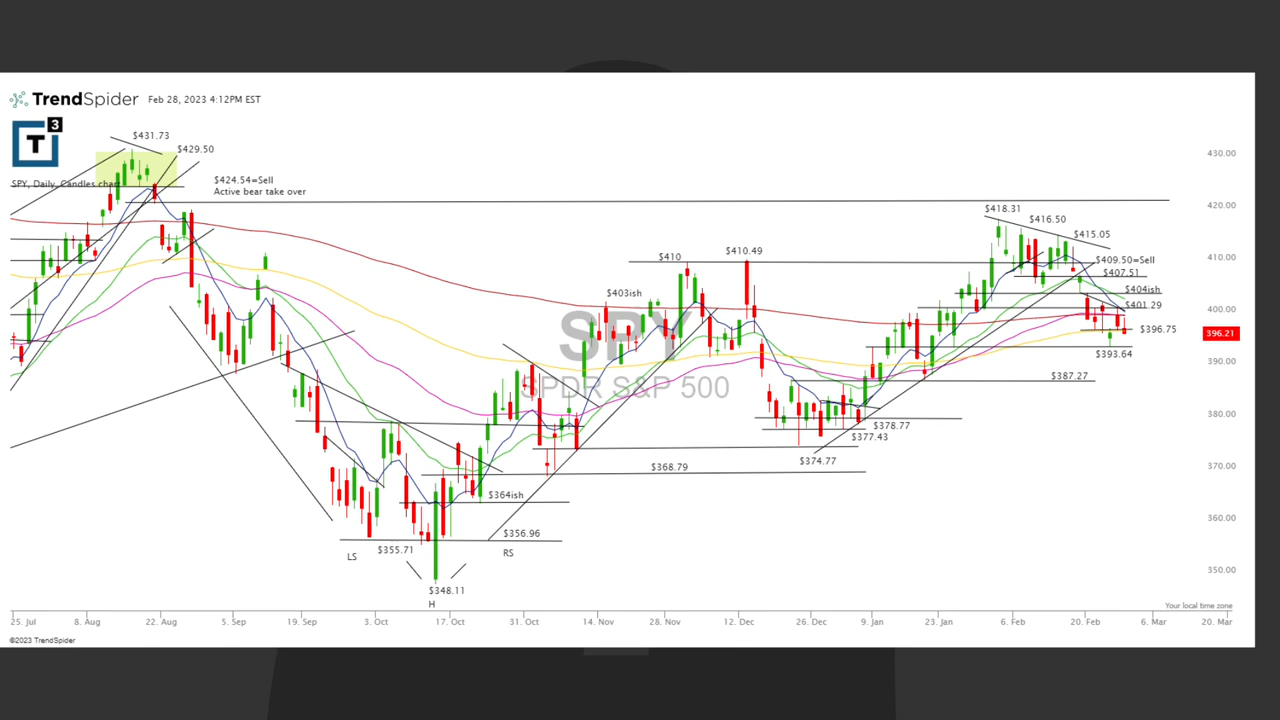 TrendSpider Feb 28, 2023 4:12PM EST
T3
SPY, Daily, Candles chart
$431.73
$429.50
$424.54=Sell
Active bear take over
SPY
SPDR S&P 500
LS
$355.71
$348.11
H
RS
$356.96
$364ish
$368.79
$403ish
$410
$410.49
$374.77
$377.43
$378.77
$387.27
$393.64
$396.75
$401.29
$404ish
$407.51
$409.50=Sell
$415.05
$416.50
$418.31
430.00
420.00
410.00
400.00
396.21
390.00
380.00
370.00
360.00
350.00
Your local time zone
25. Jul
8. Aug
22. Aug
5. Sep
19. Sep
3. Oct
17. Oct
31. Oct
14. Nov
28. Nov
12. Dec
26. Dec
9. Jan
23. Jan
6. Feb
20. Feb
6. Mar
20. Mar
©2023 TrendSpider